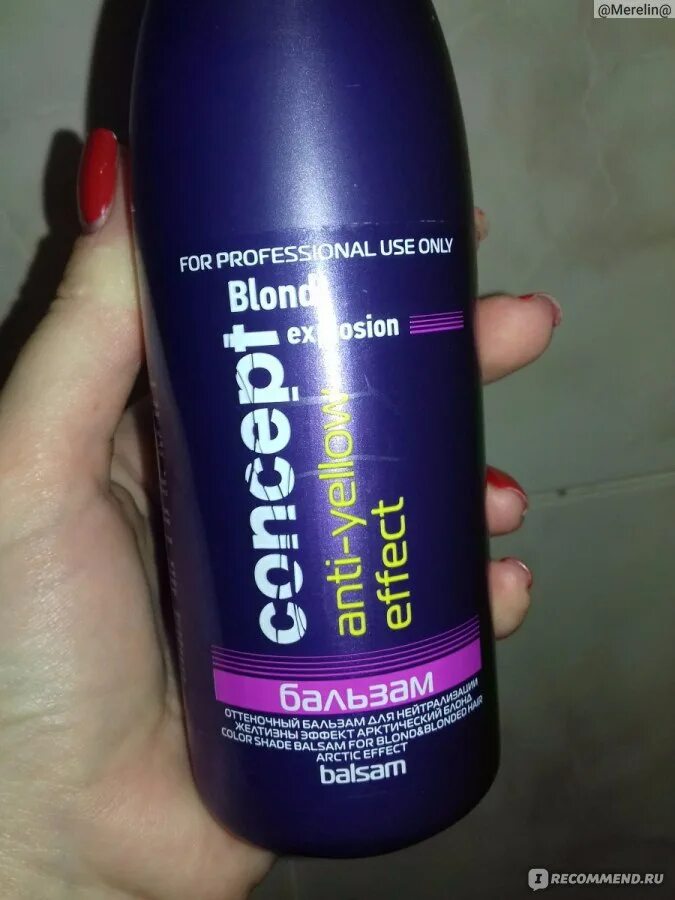 @Merelin@
FOR PROFESSIONAL USE ONLY
Blond
explosion
concept
anti-yellow
effect
бальзам
ОТТЕНОЧНЫЙ БАЛЬЗАМ ДЛЯ НЕЙТРАЛИЗАЦИИ
ЖЕЛТИЗНЫ ЭФФЕКТ АРКТИЧЕСКИЙ БЛОНД
COLOR SHADE BALSAM FOR BLOND&BLONDED HAIR
ARCTIC EFFECT
balsam
IRECOMMEND.RU